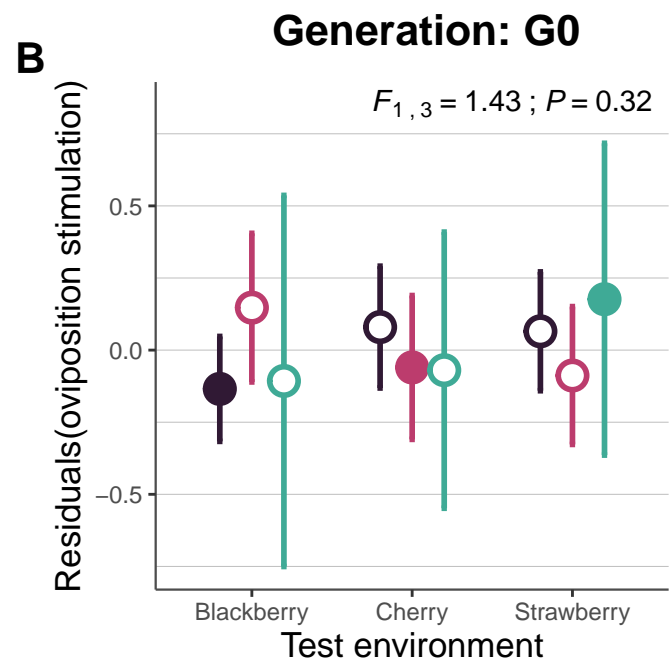 Generation: G0
B
F1 , 3 = 1.43 ; P = 0.32
Residuals(oviposition stimulation)
0.5
0.0
−0.5
Blackberry Cherry Strawberry
Test environment